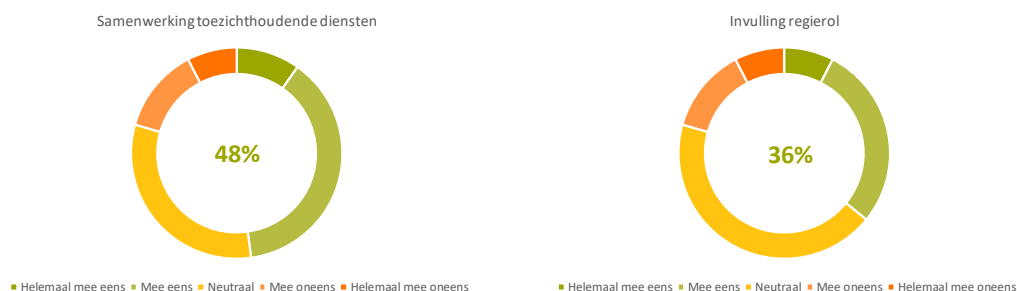 Samenwerking toezichthoudende diensten
48%
Helemaal mee eens Mee eens Neutraal Mee oneens Helemaal mee oneens
Invulling regierol
36%
Helemaal mee eens Mee eens Neutraal Mee oneens Helemaal mee oneens